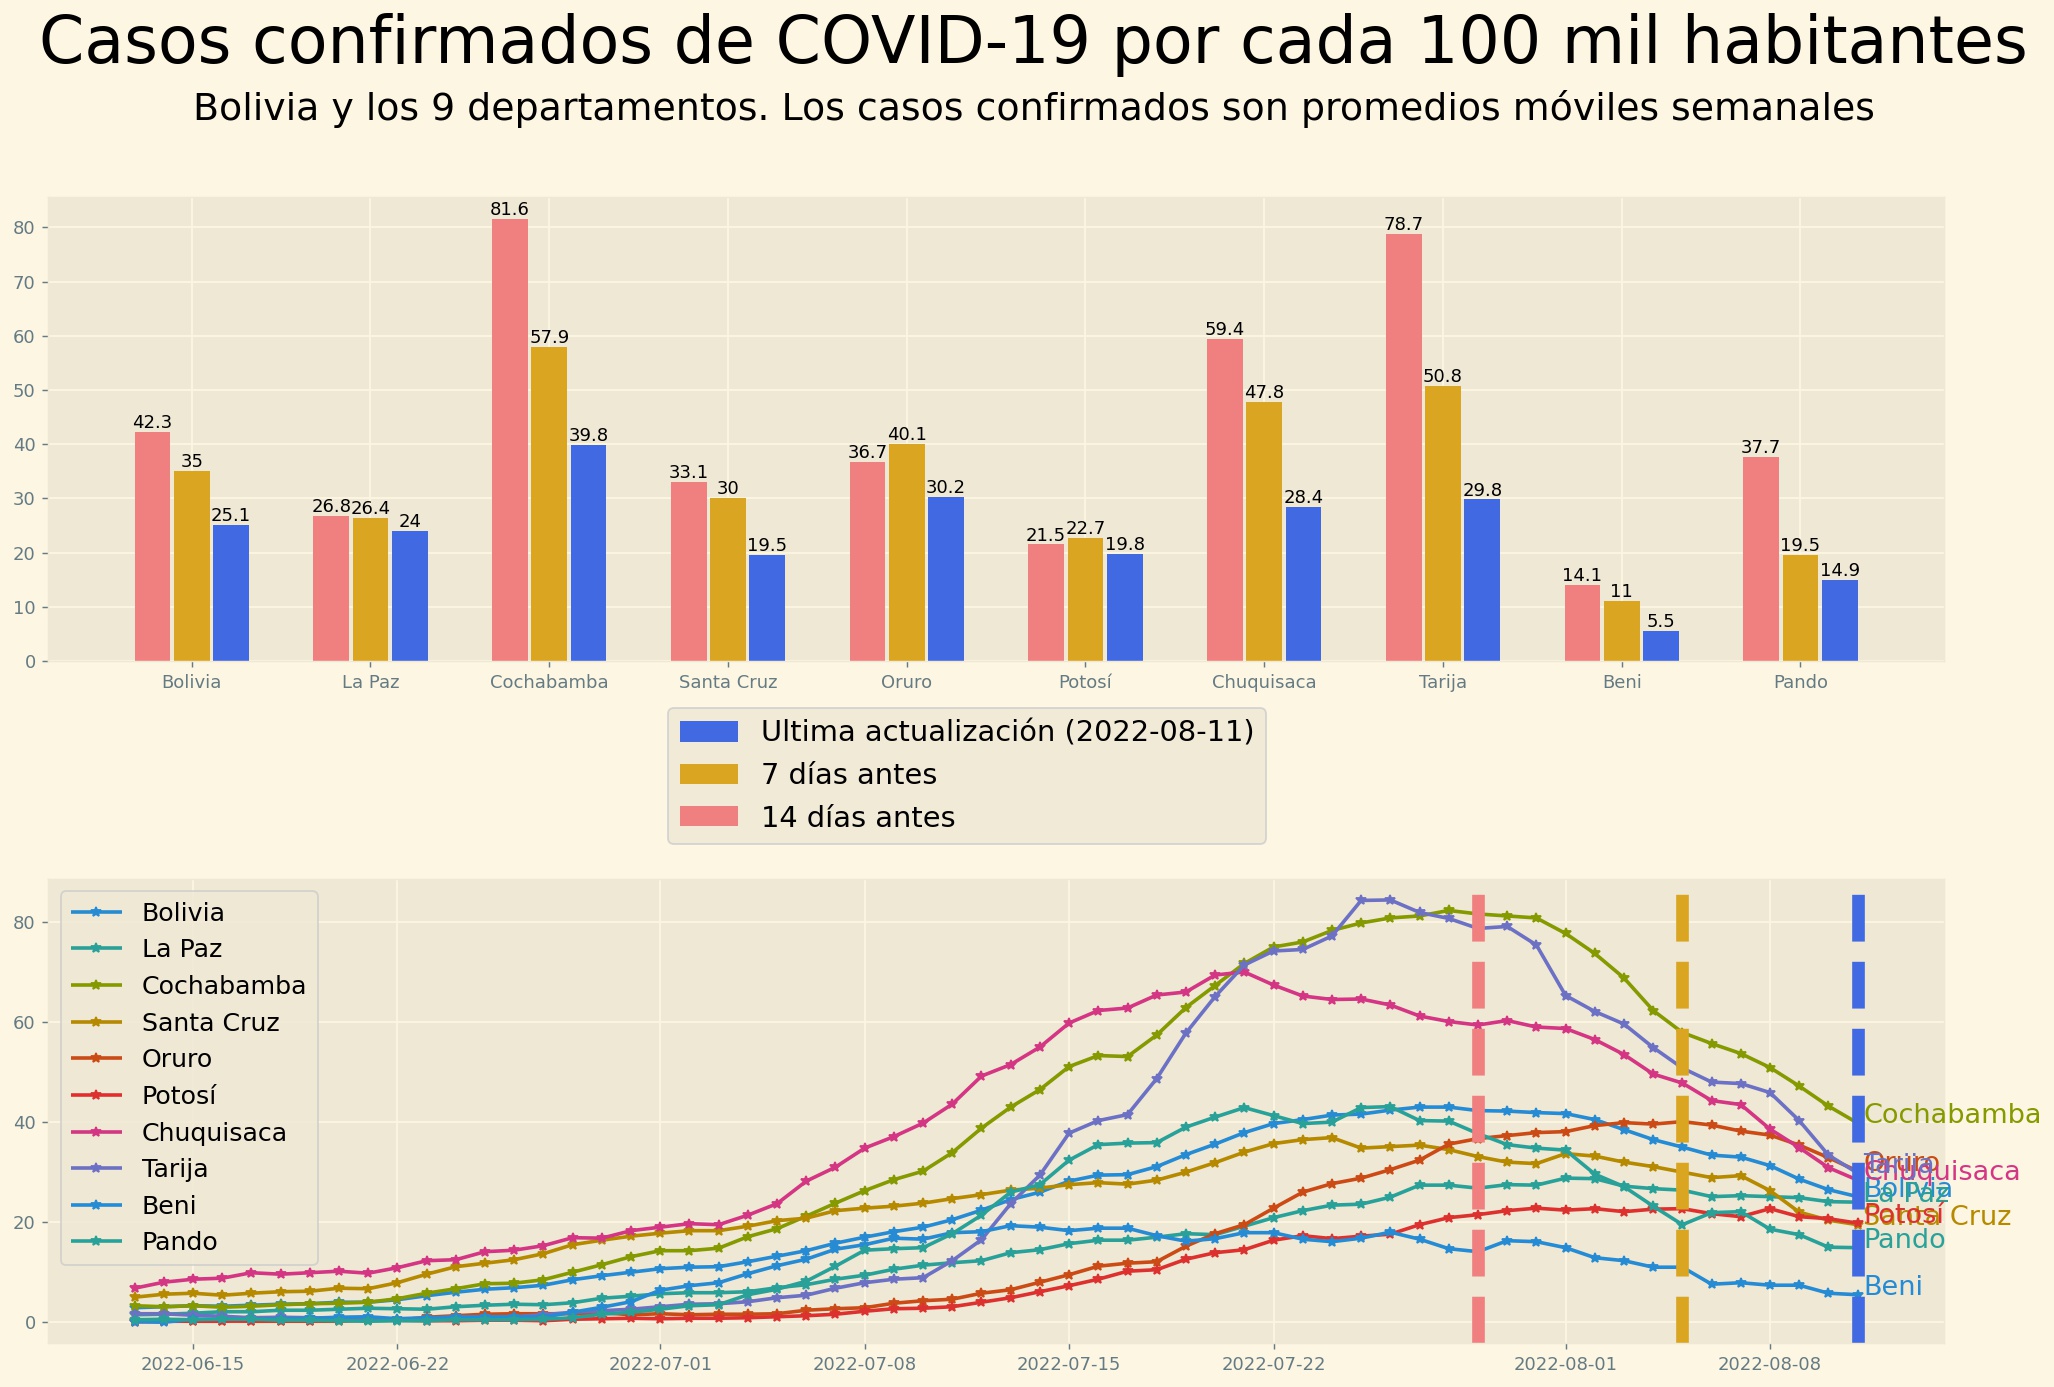 Casos confirmados de COVID-19 por cada 100 mil habitantes
Bolivia y los 9 departamentos. Los casos confirmados son promedios móviles semanales
80
70
60
50
40
30
20
10
0
42.3 35 25.1
26.8 26.4 24
81.6 57.9 39.8
33.1 30 19.5
36.7 40.1 30.2
21.5 22.7 19.8
59.4 47.8 28.4
78.7 50.8 29.8
14.1 11 5.5
37.7 19.5 14.9
Bolivia La Paz Cochabamba Santa Cruz Oruro Potosí Chuquisaca Tarija Beni Pando
Ultima actualización (2022-08-11)
7 días antes
14 días antes
80
60
40
20
0
Bolivia
La Paz
Cochabamba
Santa Cruz
Oruro
Potosí
Chuquisaca
Tarija
Beni
Pando
Cochabamba
Oruro
Tarija
Chuquisaca
Bolivia
La Paz
Potosí
Santa Cruz
Pando
Beni
2022-06-15 2022-06-22 2022-07-01 2022-07-08 2022-07-15 2022-07-22 2022-08-01 2022-08-08